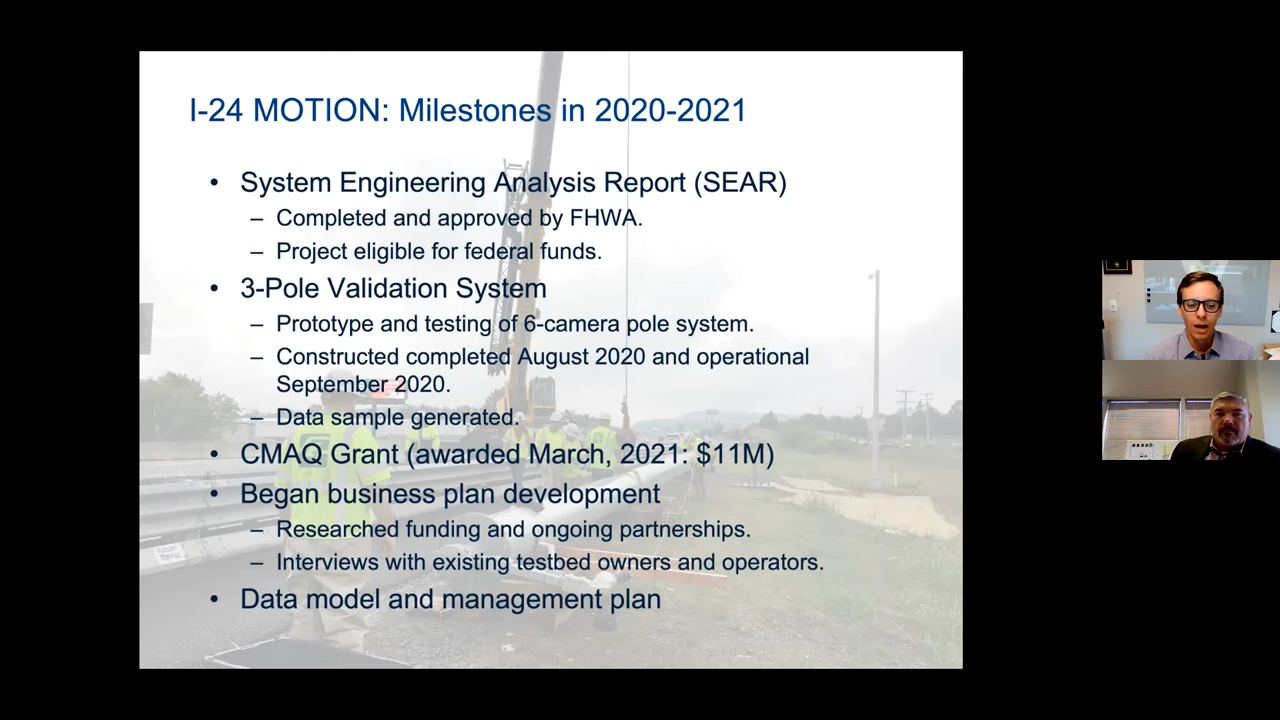 I-24 MOTION: Milestones in 2020-2021
• System Engineering Analysis Report (SEAR)
– Completed and approved by FHWA.
– Project eligible for federal funds.
• 3-Pole Validation System
– Prototype and testing of 6-camera pole system.
– Constructed completed August 2020 and operational
September 2020.
– Data sample generated.
• CMAQ Grant (awarded March, 2021: $11M)
• Began business plan development
– Researched funding and ongoing partnerships.
– Interviews with existing testbed owners and operators.
• Data model and management plan